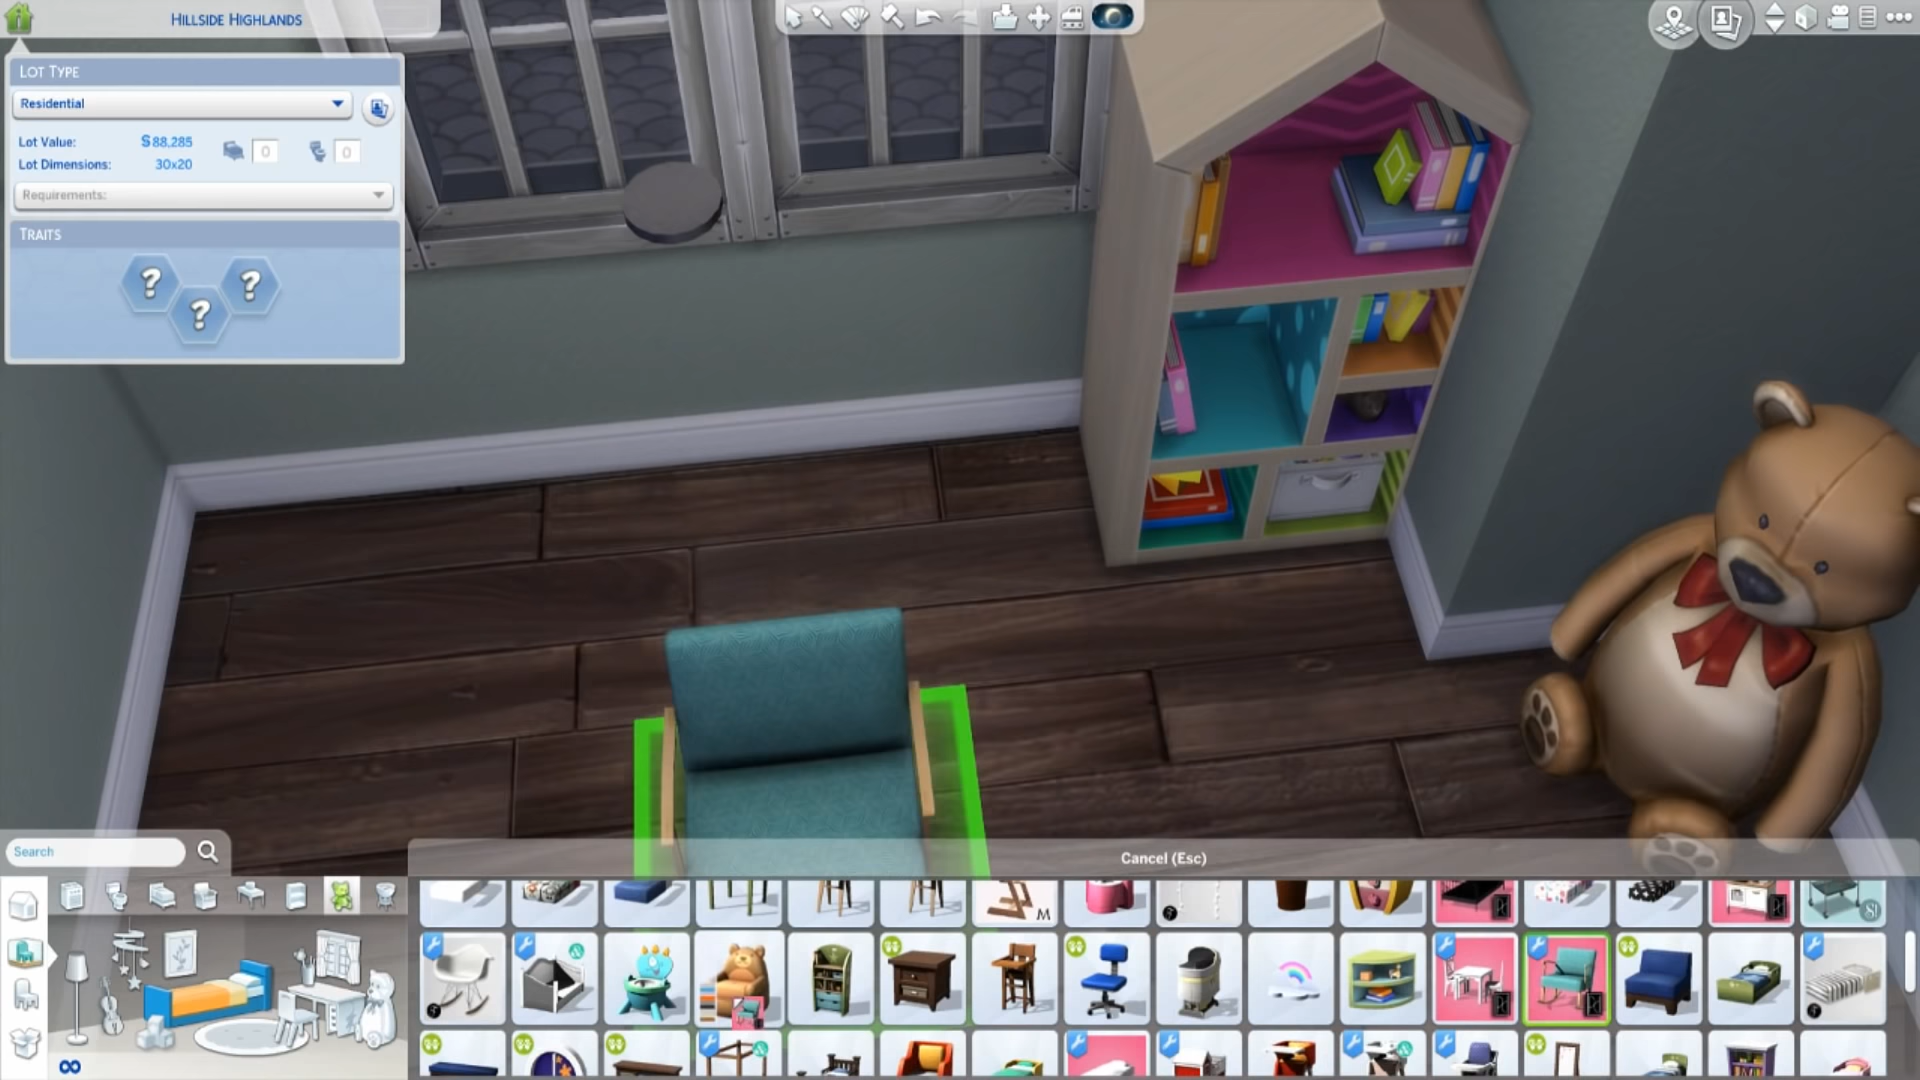 HILLSIDE HIGHLANDS
LOT TYPE
Residential
Lot Value: $88,285
0
0
Lot Dimensions: 30x20
Requirements:
TRAITS
?
?
?
Search
Cancel (Esc)
M